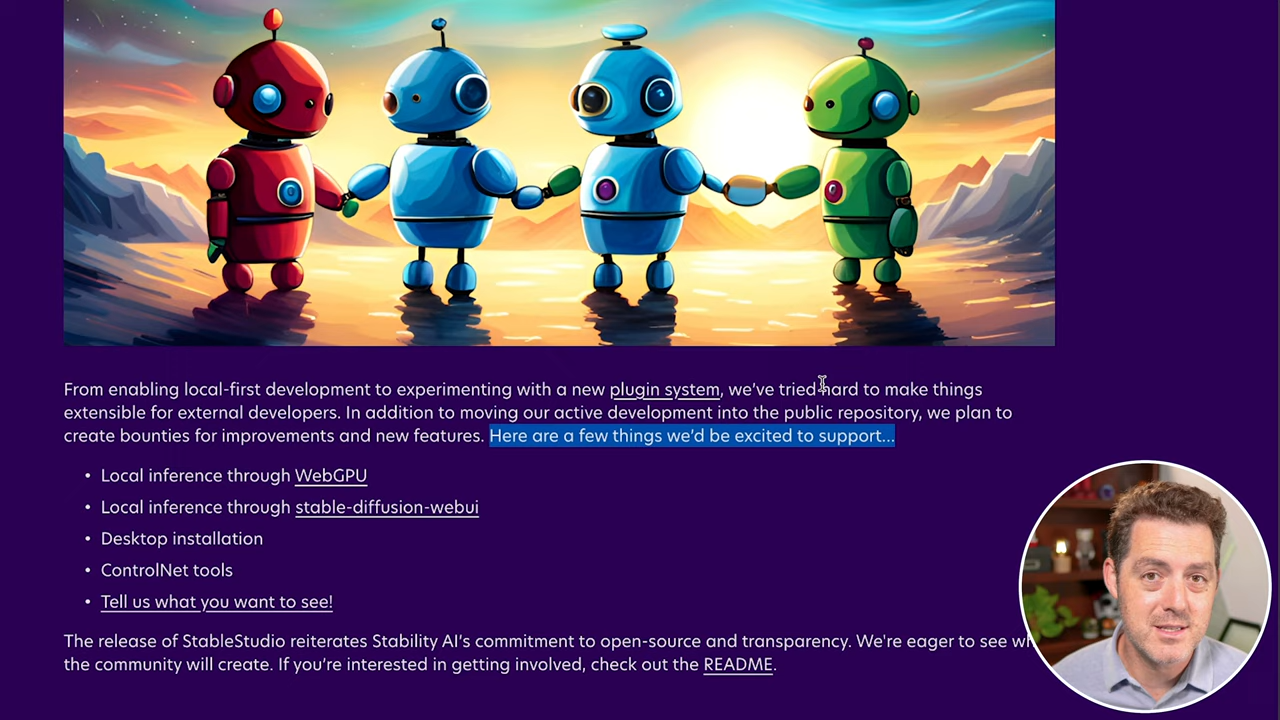 From enabling local-first development to experimenting with a new plugin system, we’ve tried hard to make things
extensible for external developers. In addition to moving our active development into the public repository, we plan to
create bounties for improvements and new features. Here are a few things we’d be excited to support…
• Local inference through WebGPU
• Local inference through stable-diffusion-webui
• Desktop installation
• ControlNet tools
• Tell us what you want to see!
The release of StableStudio reiterates Stability AI’s commitment to open-source and transparency. We're eager to see
the community will create. If you’re interested in getting involved, check out the README.